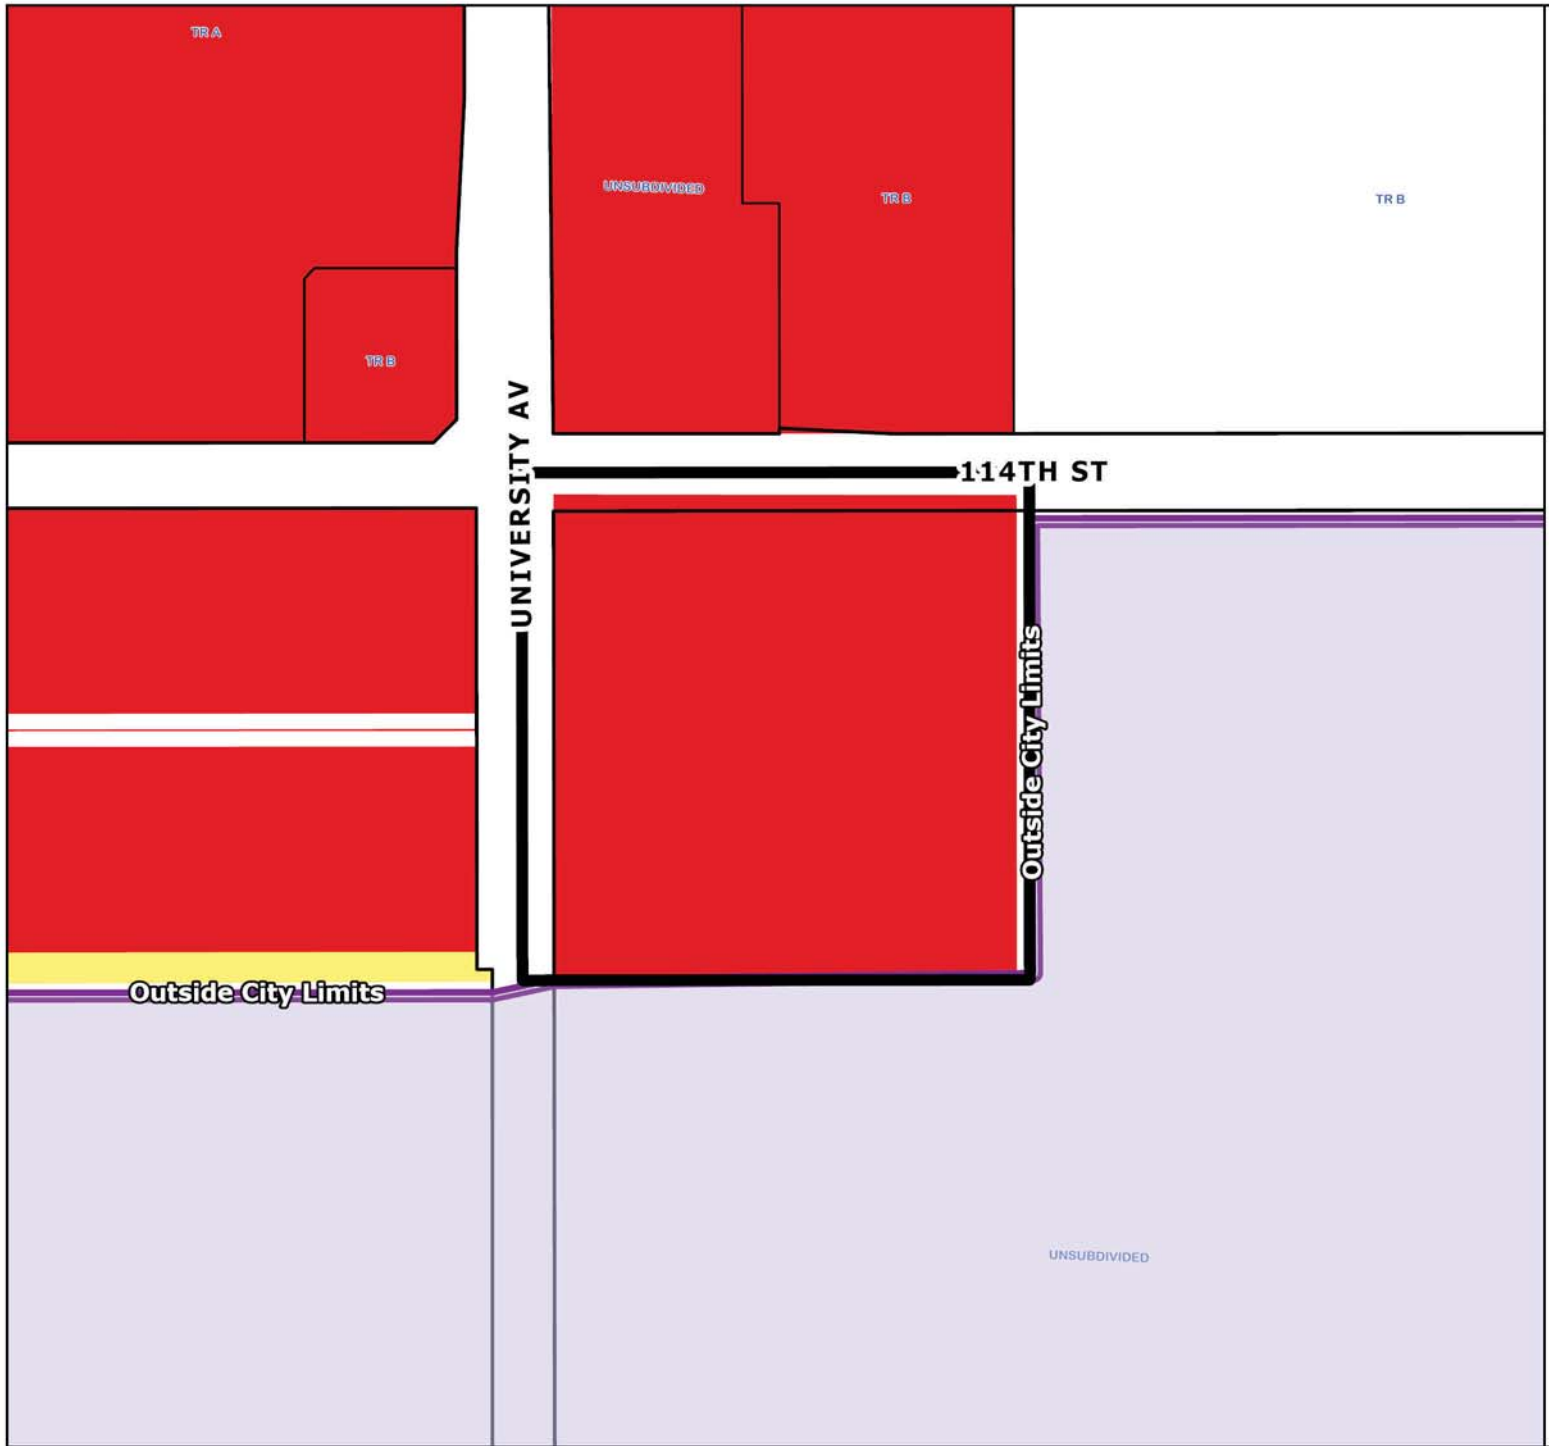 TR A
UNSUBDIVIDED
TR B
TR B
TR B
UNIVERSITY AV
114TH ST
Outside City Limits
Outside City Limits
UNSUBDIVIDED